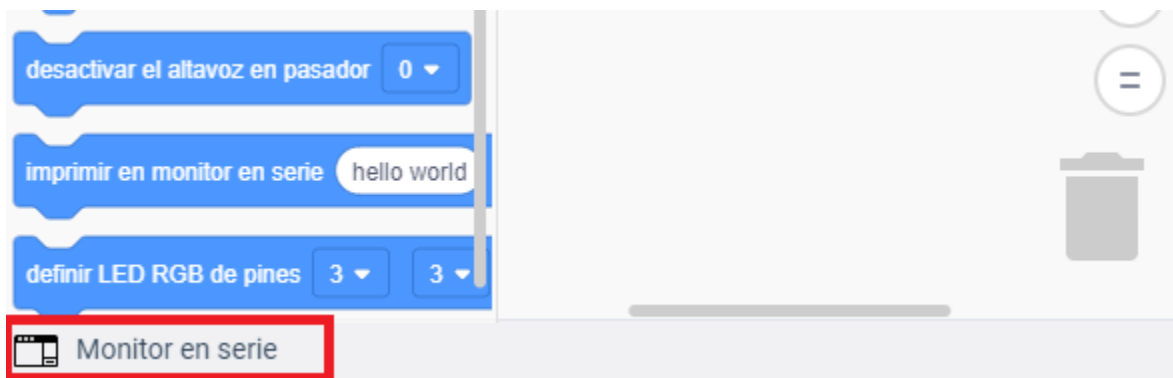 desactivar el altavoz en pasador 0
imprimir en monitor en serie hello world
definir LED RGB de pines 3 3
Monitor en serie